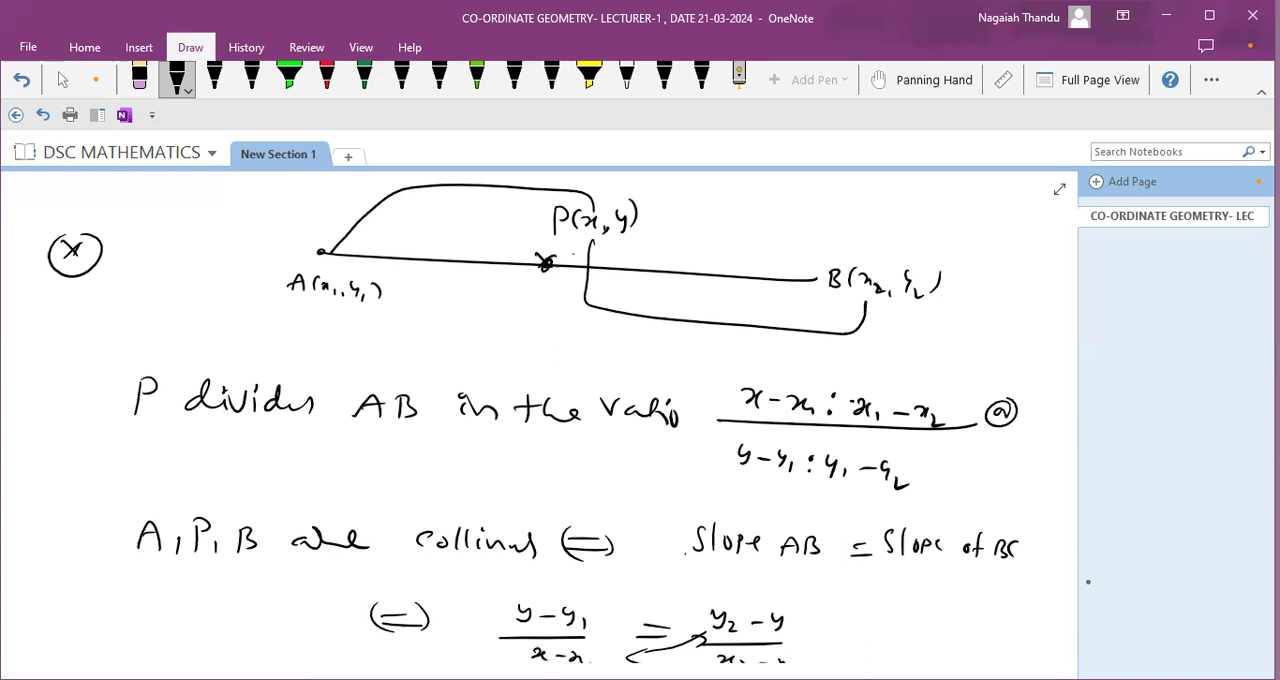 CO-ORDINATE GEOMETRY- LECTURER-1 , DATE 21-03-2024 - OneNote
Nagaiah Thandu
File Home Insert Draw History Review View Help
Add Pen
Panning Hand
Full Page View
DSC MATHEMATICS
New Section 1
Search Notebooks
Add Page
CO-ORDINATE GEOMETRY- LEC
P(x, y)
A(x₁, y₁)
B(x₂, y₂)
P divides AB in the ratio x-x₁ : x₁-x₂
y-y₁ : y₁-y₂
A, P, B are ⇔ Slope AB = Slope of BC
⇔ y-y₁ = y₂-y